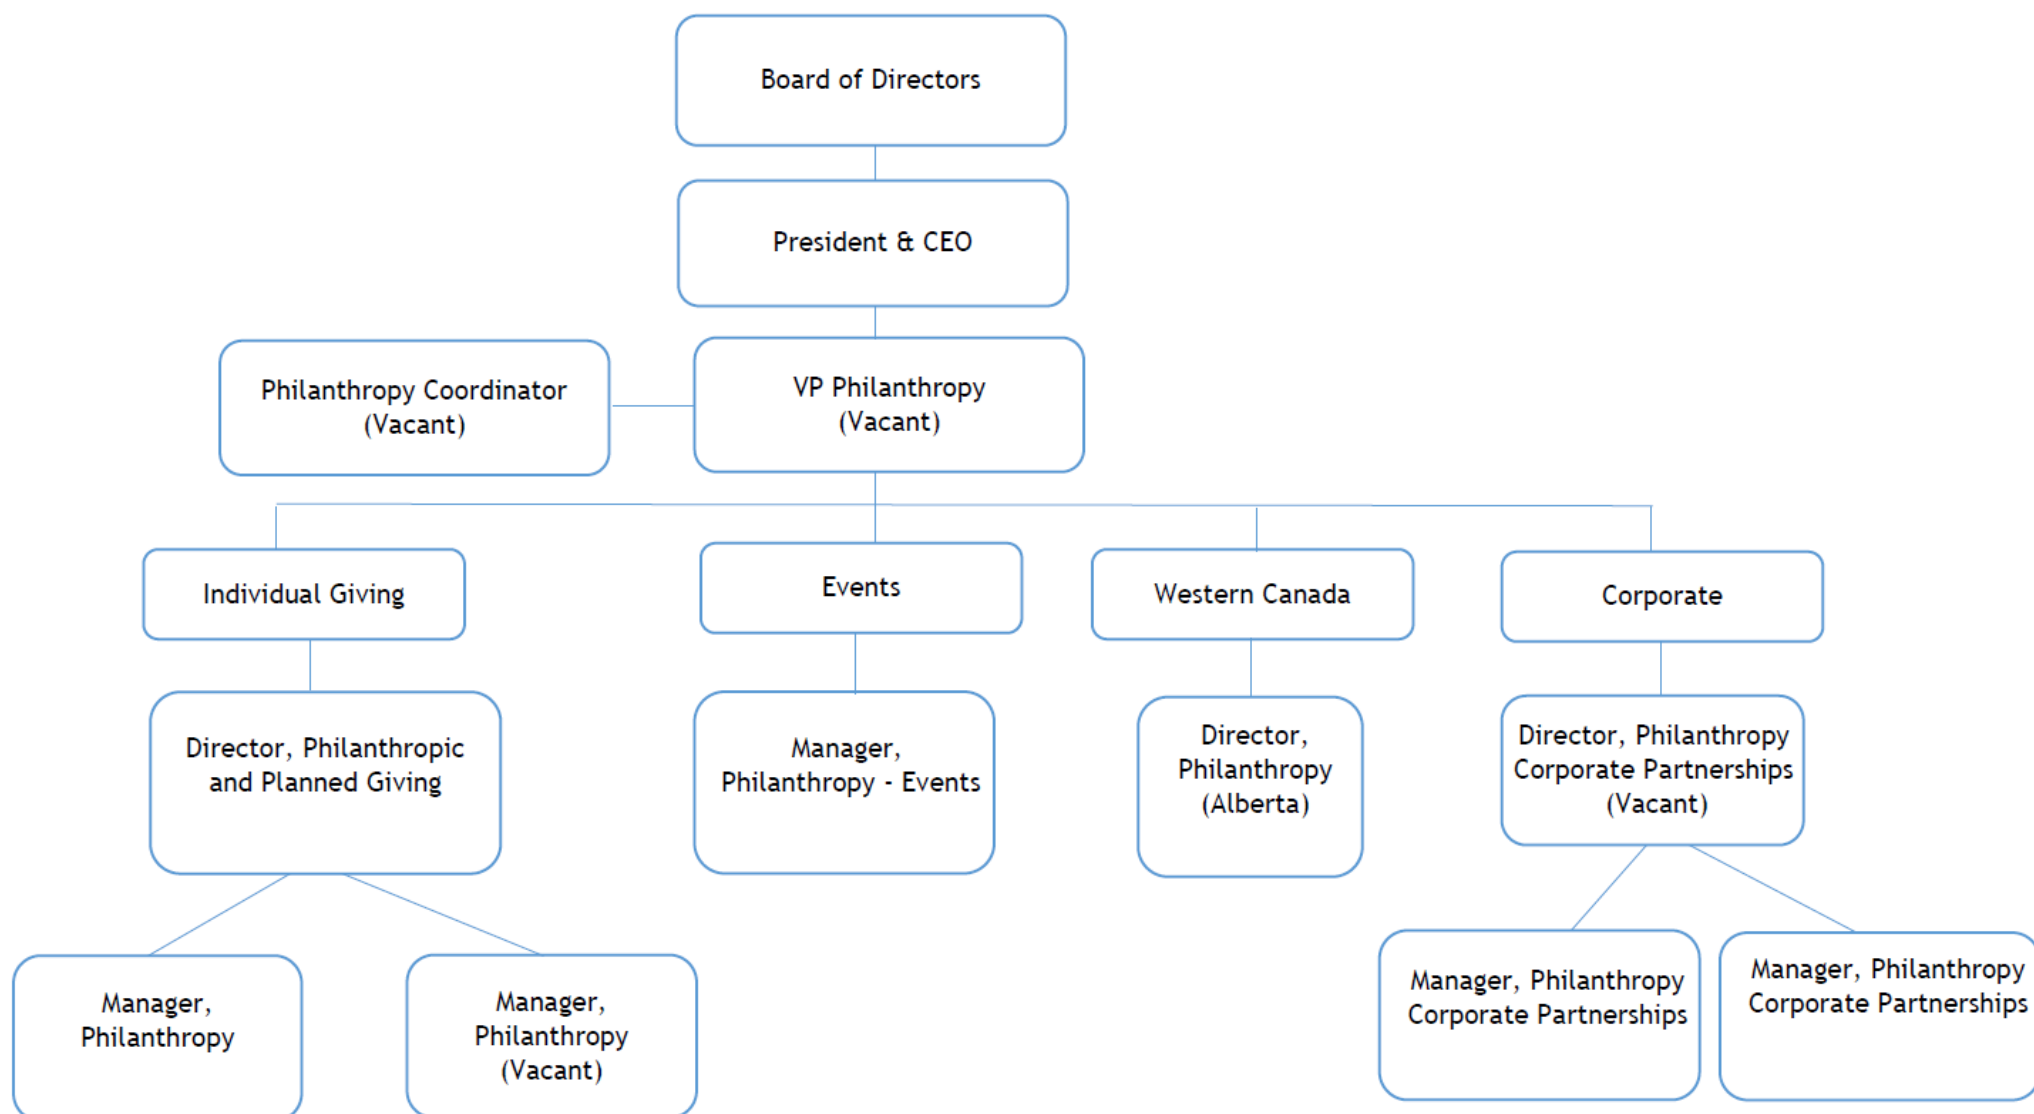 Board of Directors
President & CEO
Philanthropy Coordinator
(Vacant)
VP Philanthropy
(Vacant)
Individual Giving
Events
Western Canada
Corporate
Director, Philanthropic
and Planned Giving
Manager,
Philanthropy - Events
Director,
Philanthropy
(Alberta)
Director, Philanthropy
Corporate Partnerships
(Vacant)
Manager,
Philanthropy
Manager,
Philanthropy
(Vacant)
Manager, Philanthropy
Corporate Partnerships
Manager, Philanthropy
Corporate Partnerships